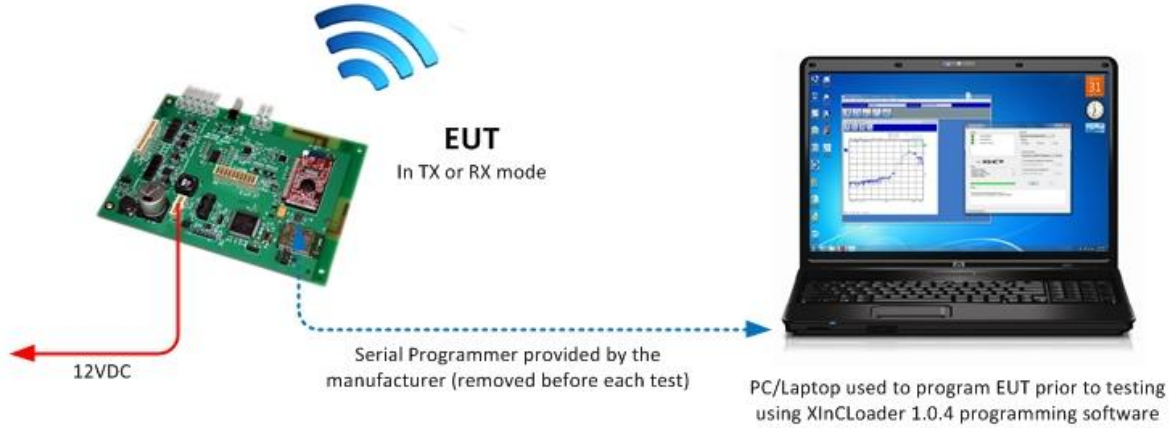 EUT
In TX or RX mode
12VDC
Serial Programmer provided by the
manufacturer (removed before each test)
31
PC/Laptop used to program EUT prior to testing
using XInCLoader 1.0.4 programming software